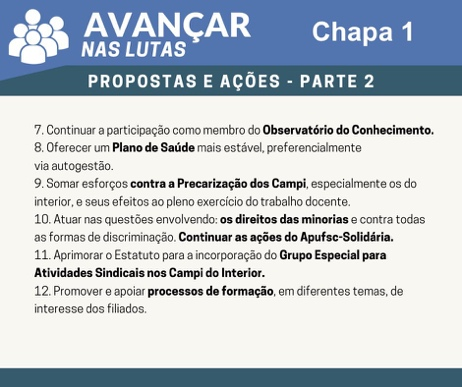 AVANÇAR
NAS LUTAS
Chapa 1
PROPOSTAS E AÇÕES - PARTE 2
7. Continuar a participação como membro do Observatório do Conhecimento.
8. Oferecer um Plano de Saúde mais estável, preferencialmente
via autogestão.
9. Somar esforços contra a Precarização dos Campi, especialmente os do
interior, e seus efeitos ao pleno exercício do trabalho docente.
10. Atuar nas questões envolvendo: os direitos das minorias e contra todas
as formas de discriminação. Continuar as ações do Apufsc-Solidária.
11. Aprimorar o Estatuto para a incorporação do Grupo Especial para
Atividades Sindicais nos Campi do Interior.
12. Promover e apoiar processos de formação, em diferentes temas, de
interesse dos filiados.